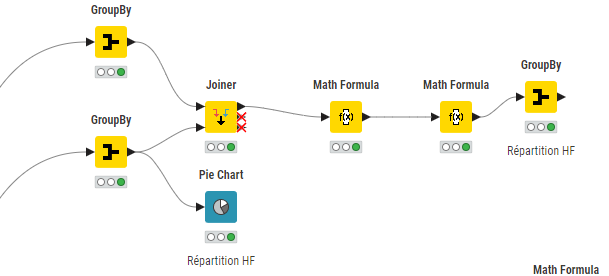 GroupBy
Joiner
Math Formula
f(x)
Math Formula
f(x)
GroupBy
Répartition HF
GroupBy
Pie Chart
Répartition HF
Math Formula